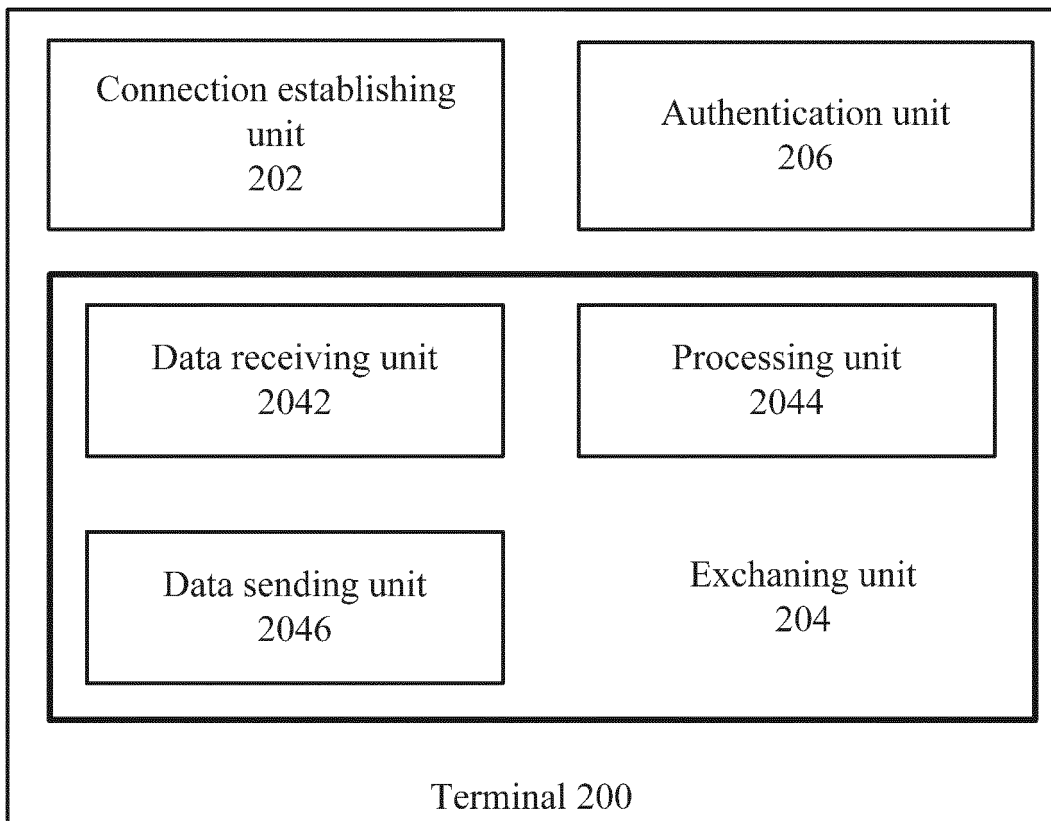 Connection establishing
unit
202
Authentication unit
206
Data receiving unit
2042
Processing unit
2044
Data sending unit
2046
Exchaning unit
204
Terminal 200